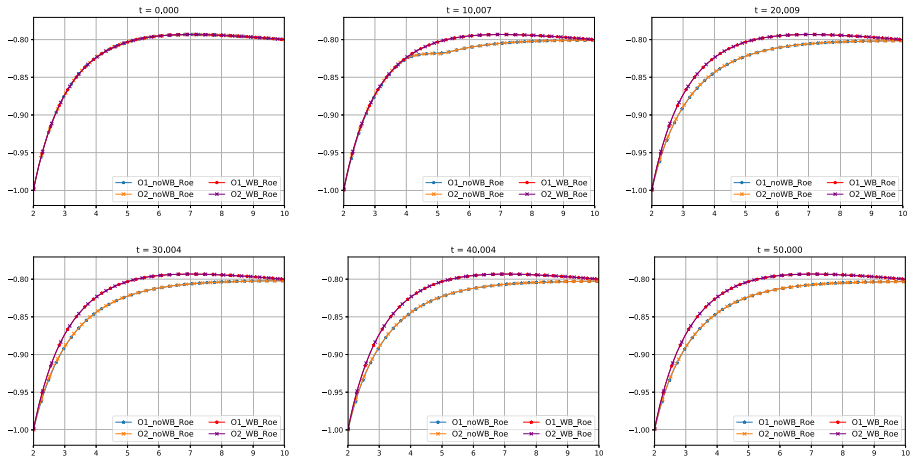 t = 0,000
t = 10,007
t = 20,009
−0.80
−0.80
−0.80
−0.85
−0.85
−0.85
−0.90
−0.90
−0.90
−0.95
−0.95
−0.95
−1.00
−1.00
−1.00
O1_noWB_Roe O1_WB_Roe
O2_noWB_Roe O2_WB_Roe
O1_noWB_Roe O1_WB_Roe
O2_noWB_Roe O2_WB_Roe
O1_noWB_Roe O1_WB_Roe
O2_noWB_Roe O2_WB_Roe
2 3 4 5 6 7 8 9 10
2 3 4 5 6 7 8 9 10
2 3 4 5 6 7 8 9 10
t = 30,004
t = 40,004
t = 50,000
−0.80
−0.80
−0.80
−0.85
−0.85
−0.85
−0.90
−0.90
−0.90
−0.95
−0.95
−0.95
−1.00
−1.00
−1.00
O1_noWB_Roe O1_WB_Roe
O2_noWB_Roe O2_WB_Roe
O1_noWB_Roe O1_WB_Roe
O2_noWB_Roe O2_WB_Roe
O1_noWB_Roe O1_WB_Roe
O2_noWB_Roe O2_WB_Roe
2 3 4 5 6 7 8 9 10
2 3 4 5 6 7 8 9 10
2 3 4 5 6 7 8 9 10